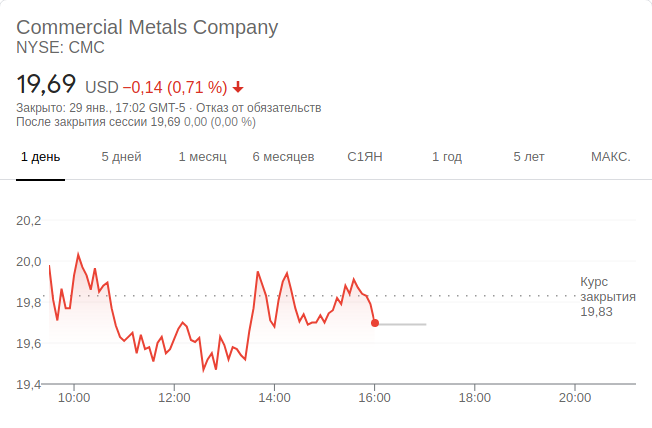 Commercial Metals Company
NYSE: CMC
19,69 USD −0,14 (0,71 %)
Закрыто: 29 янв., 17:02 GMT-5 · Отказ от обязательств
После закрытия сессии 19,69 0,00 (0,00 %)
1 день 5 дней 1 месяц 6 месяцев С1ЯН 1 год 5 лет МАКС.
20,2
20,0
19,8
19,6
19,4
Курс
закрытия
19,83
10:00 12:00 14:00 16:00 18:00 20:00